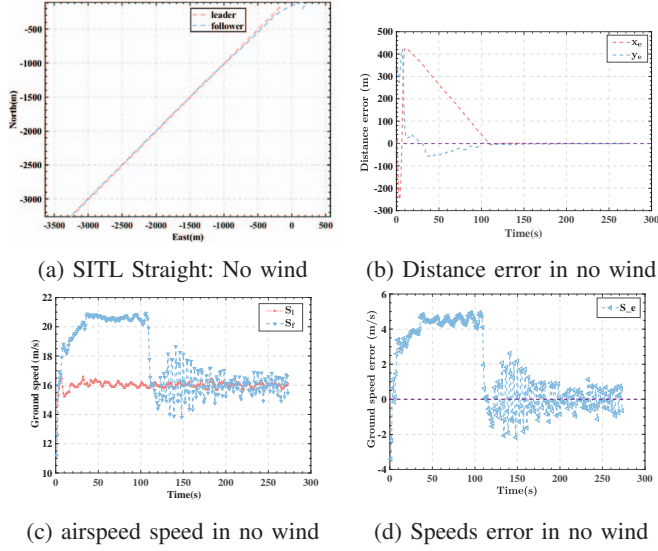 leader
follower
-500
-1000
-1500
-2000
-2500
-3000
North(m)
-3500 -3000 -2500 -2000 -1500 -1000 -500 0 500
East(m)
(a) SITL Straight: No wind
x_e
y_e
500
400
300
200
100
0
-100
-200
-300
Distance error (m)
0 50 100 150 200 250 300
Time(s)
(b) Distance error in no wind
S_l
S_f
22
20
18
16
14
12
10
Ground speed (m/s)
0 50 100 150 200 250 300
Time(s)
(c) airspeed speed in no wind
S_e
6
4
2
0
-2
-4
Ground speed error (m/s)
0 50 100 150 200 250 300
Time(s)
(d) Speeds error in no wind